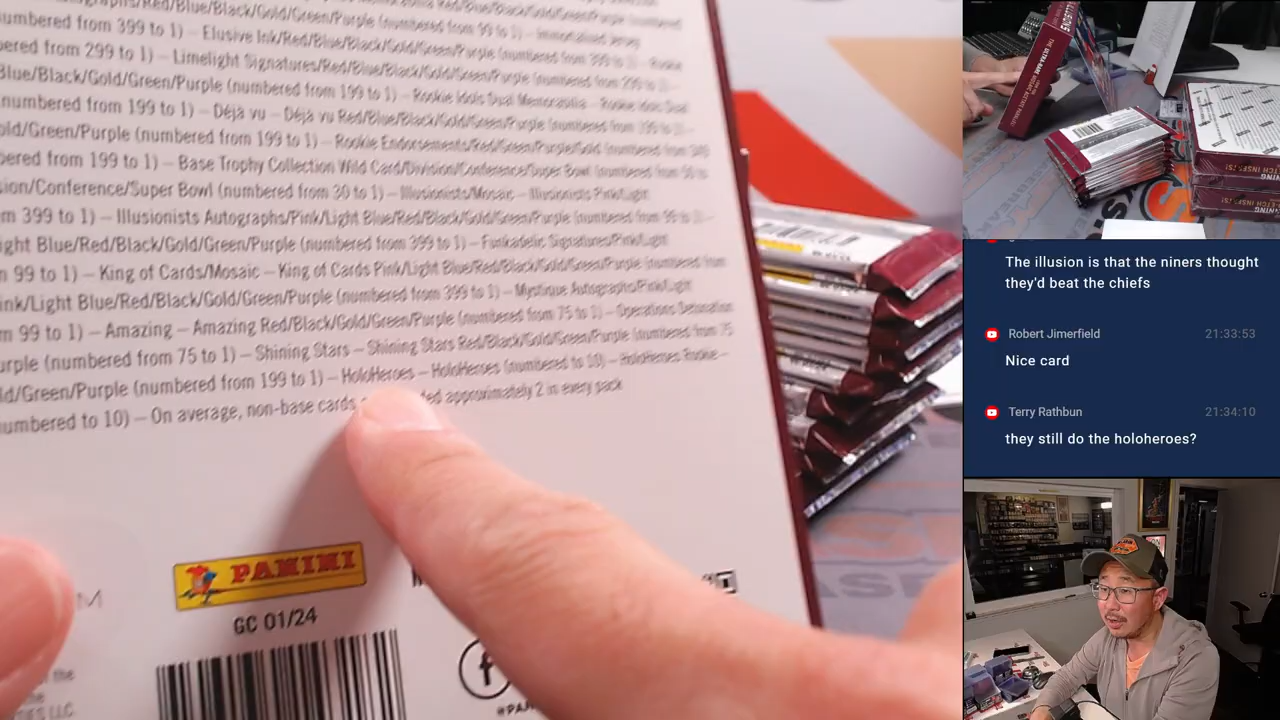 Red/Blue/Black/Gold/Green/Purple
umbered from 399 to 1) – Elusive Ink/Red/Blue/Black/Gold/Green/Purple (numbered from 399 to 1) –
bered from 299 to 1) – Limelight Signatures/Red/Blue/Black/Gold/Green/Purple (numbered from 299 to 1) –
Blue/Black/Gold/Green/Purple (numbered from 199 to 1) – Rookie Idols Dual Memorabilia – Rookie Idols Dual
numbered from 199 to 1) – Déjà vu – Déjà vu Red/Blue/Black/Gold/Green/Purple (numbered from 199 to 1) –
old/Green/Purple (numbered from 199 to 1) – Rookie Endorsements/Red/Green/Purple/Gold (numbered from
bered from 199 to 1) – Base Trophy Collection Wild Card/Division/Conference/Super Bowl (numbered from 50 to
sion/Conference/Super Bowl (numbered from 30 to 1) – Illusionists/Mosaic – Illusionists Pink/Light
m 399 to 1) – Illusionists Autographs/Pink/Light Blue/Red/Black/Gold/Green/Purple (numbered from 99 to 1) –
ight Blue/Red/Black/Gold/Green/Purple (numbered from 399 to 1) – Funkadelic Signatures/Pink/Light
n 99 to 1) – King of Cards/Mosaic – King of Cards Pink/Light Blue/Red/Black/Gold/Green/Purple (numbered from
ink/Light Blue/Red/Black/Gold/Green/Purple (numbered from 399 to 1) – Mystique Autographs/Pink/Light
m 99 to 1) – Amazing – Amazing Red/Black/Gold/Green/Purple (numbered from 75 to 1) – Operations Detonation
urple (numbered from 75 to 1) – Shining Stars – Shining Stars Red/Black/Gold/Green/Purple (numbered from 75
ld/Green/Purple (numbered from 199 to 1) – HoloHeroes – HoloHeroes (numbered to 10) – HoloHeroes Rookie –
umbered to 10) – On average, non-base cards ded approximately 2 in every pack
PANINI
GC 01/24
The illusion is that the niners thought
they'd beat the chiefs
Robert Jimerfield 21:33:53
Nice card
Terry Rathbun 21:34:10
they still do the holoheroes?